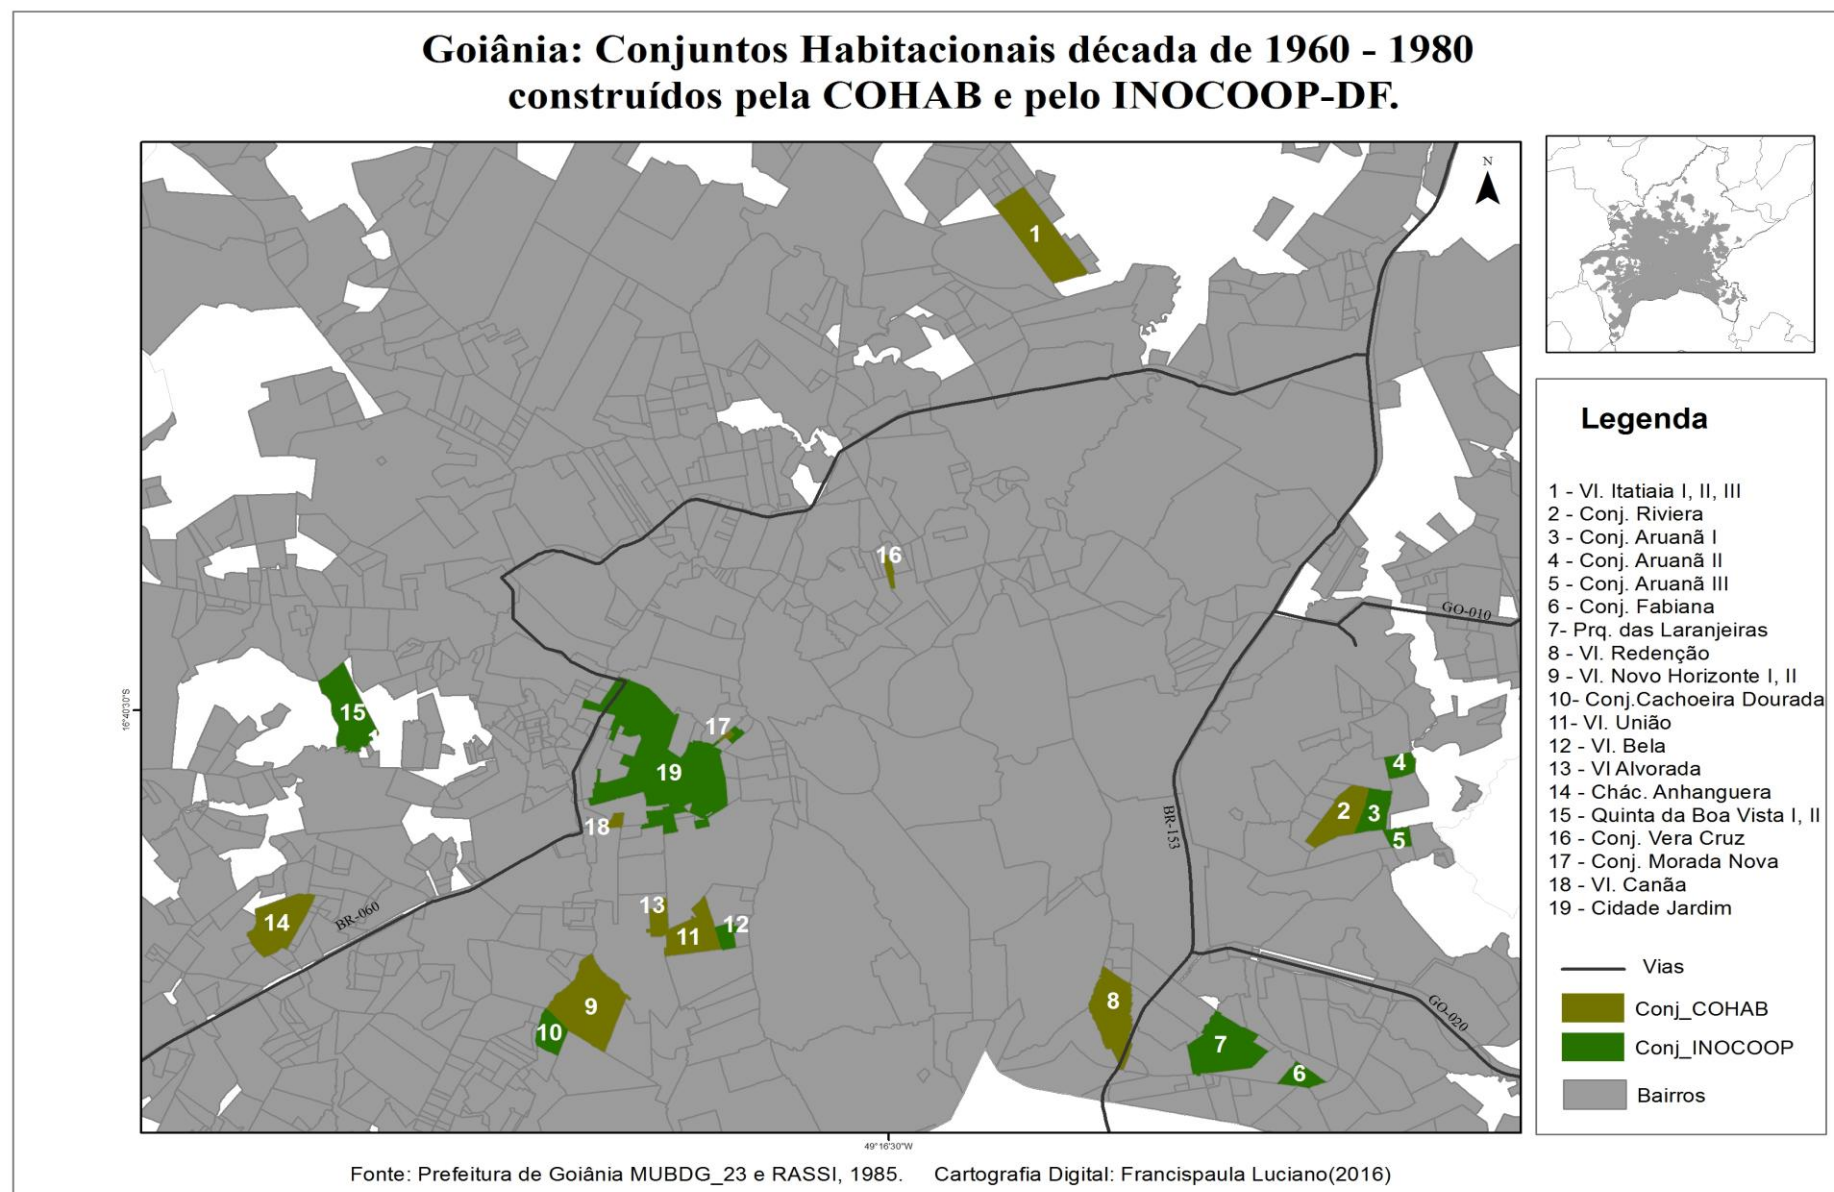 Goiânia: Conjuntos Habitacionais década de 1960 - 1980
construídos pela COHAB e pelo INOCOOP-DF.
N
1
16
GO-010
15
17
19
4
2
3
18
5
BR-153
13
12
14
11
BR-060
9
8
10
7
6
GO-020
16°40'30"S
49°16'30"W
Legenda
1 - Vl. Itatiaia I, II, III
2 - Conj. Riviera
3 - Conj. Aruanã I
4 - Conj. Aruanã II
5 - Conj. Aruanã III
6 - Conj. Fabiana
7- Prq. das Laranjeiras
8 - Vl. Redenção
9 - Vl. Novo Horizonte I, II
10- Conj.Cachoeira Dourada
11- Vl. União
12 - Vl. Bela
13 - Vl Alvorada
14 - Chác. Anhanguera
15 - Quinta da Boa Vista I, II
16 - Conj. Vera Cruz
17 - Conj. Morada Nova
18 - Vl. Canãa
19 - Cidade Jardim
Vias
Conj_COHAB
Conj_INOCOOP
Bairros
Fonte: Prefeitura de Goiânia MUBDG_23 e RASSI, 1985. Cartografia Digital: Francispaula Luciano(2016)